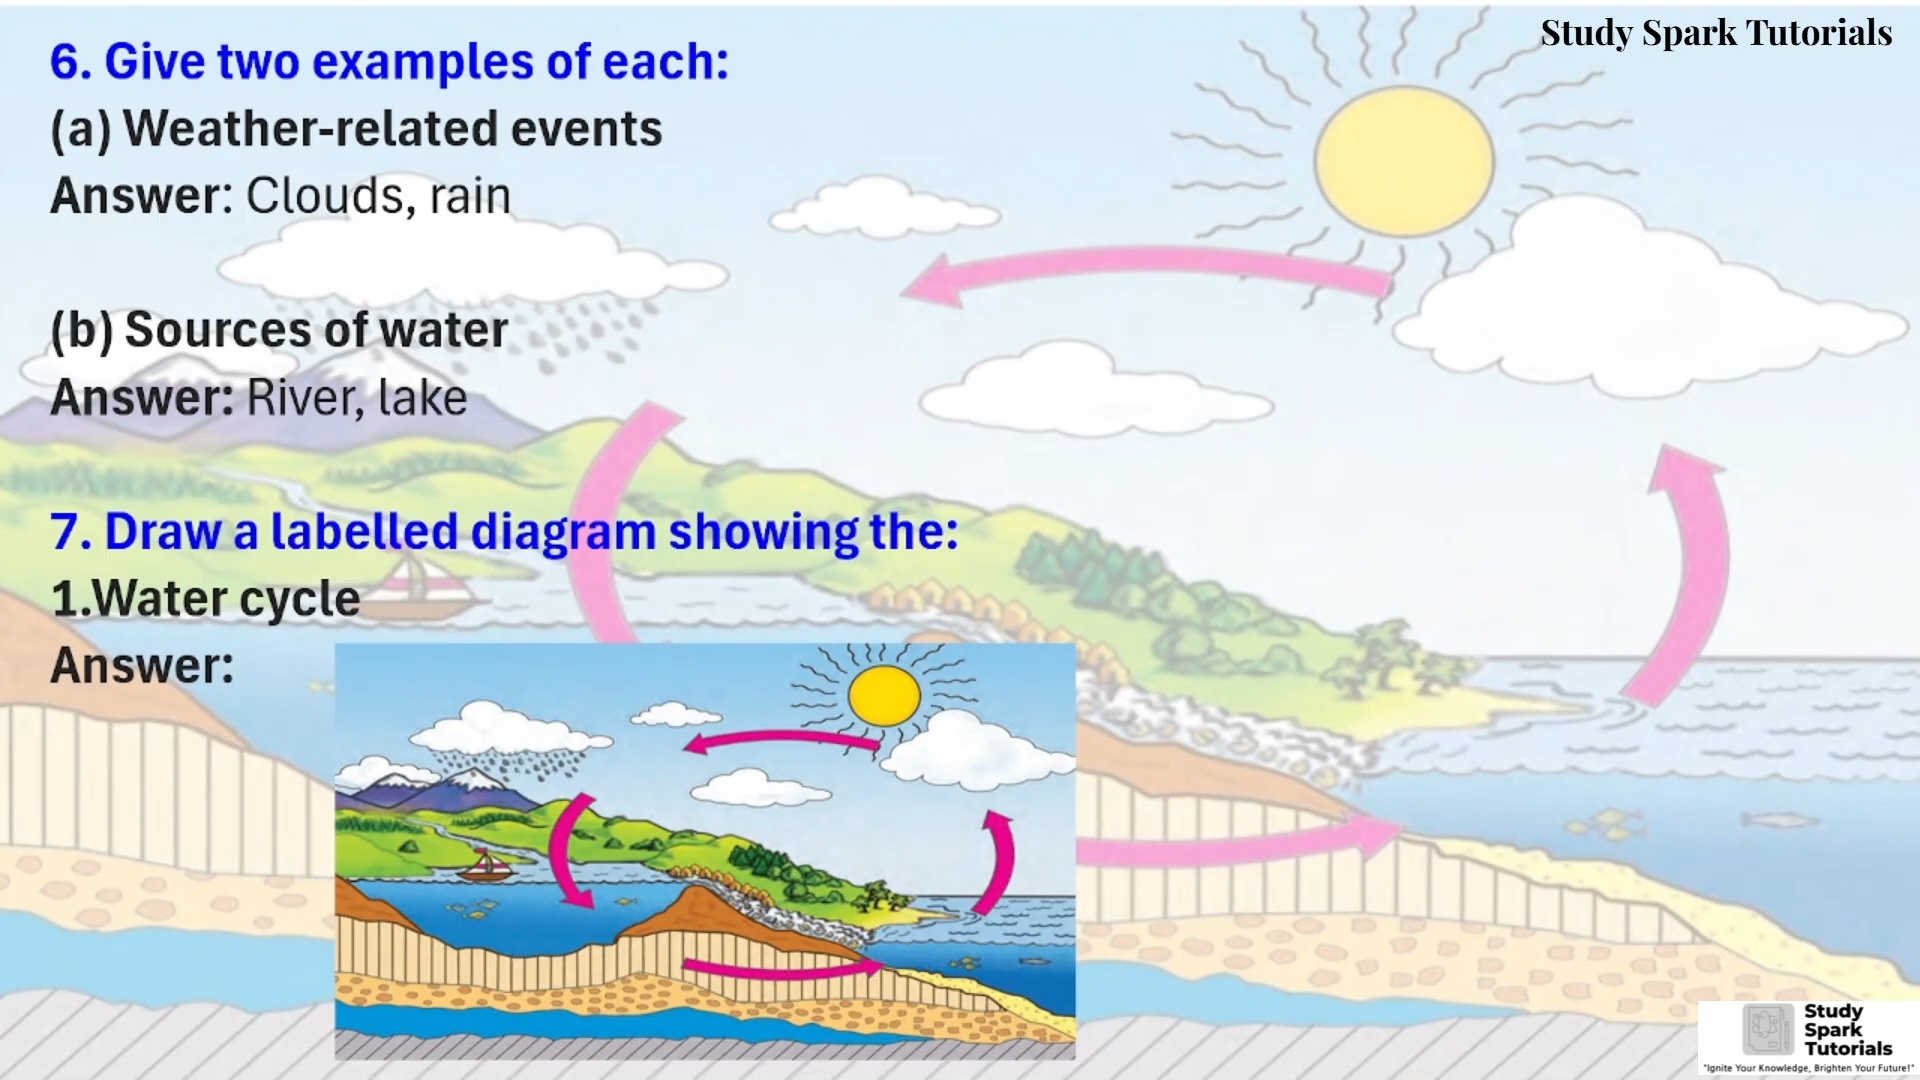 Study Spark Tutorials
6. Give two examples of each:
(a) Weather-related events
Answer: Clouds, rain
(b) Sources of water
Answer: River, lake
7. Draw a labelled diagram showing the:
1.Water cycle
Answer:
Study
Spark
Tutorials
"Ignite Your Knowledge, Brighten Your Future!"